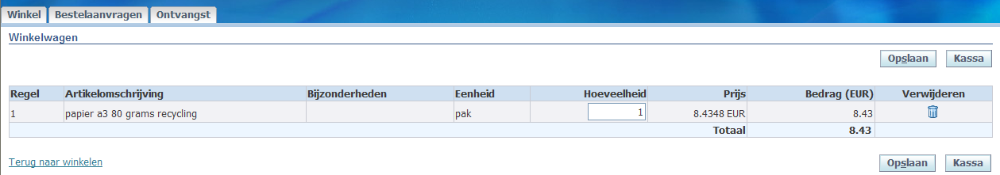 Winkel Bestelaanvragen Ontvangst
Winkelwagen
Opslaan Kassa
Regel Artikelomschrijving Bijzonderheden Eenheid Hoeveelheid Prijs Bedrag (EUR) Verwijderen
1 papier a3 80 grams recycling pak 1 8.4348 EUR 8.43
Totaal 8.43
Terug naar winkelen Opslaan Kassa